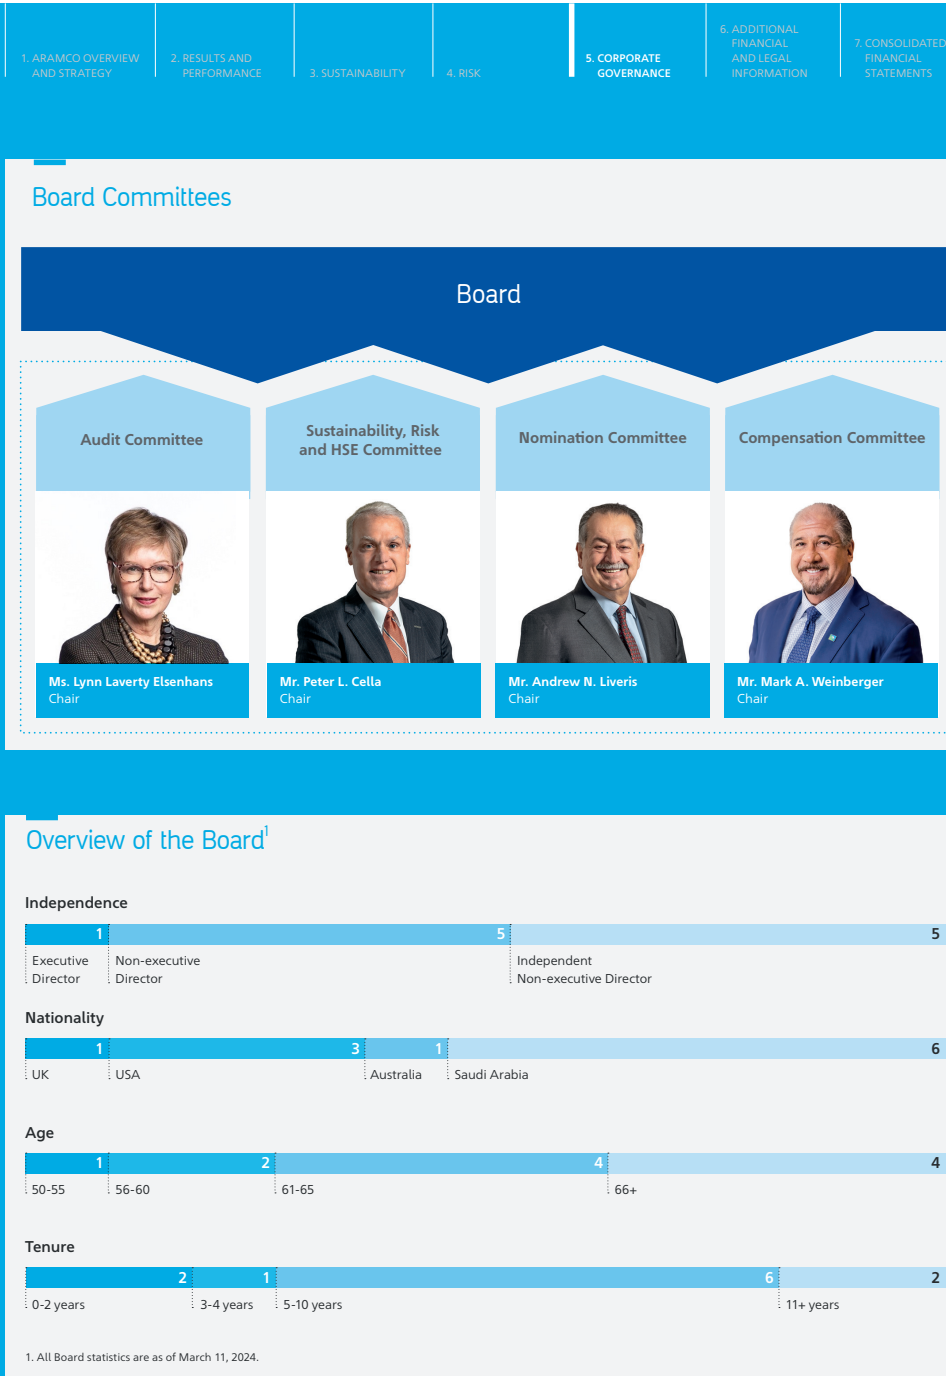 1. ARAMCO OVERVIEW
AND STRATEGY
2. RESULTS AND
PERFORMANCE
3. SUSTAINABILITY
4. RISK
5. CORPORATE
GOVERNANCE
6. ADDITIONAL
FINANCIAL
AND LEGAL
INFORMATION
7. CONSOLIDATED
FINANCIAL
STATEMENTS
Board Committees
Board
Audit Committee
Sustainability, Risk
and HSE Committee
Nomination Committee
Compensation Committee
Ms. Lynn Laverty Elsenhans
Chair
Mr. Peter L. Cella
Chair
Mr. Andrew N. Liveris
Chair
Mr. Mark A. Weinberger
Chair
Overview of the Board1
Independence
1 5 5
Executive
Director
Non-executive
Director
Independent
Non-executive Director
Nationality
1 3 1 6
UK USA Australia Saudi Arabia
Age
1 2 4 4
50-55 56-60 61-65 66+
Tenure
2 1 6 2
0-2 years 3-4 years 5-10 years 11+ years
1. All Board statistics are as of March 11, 2024.